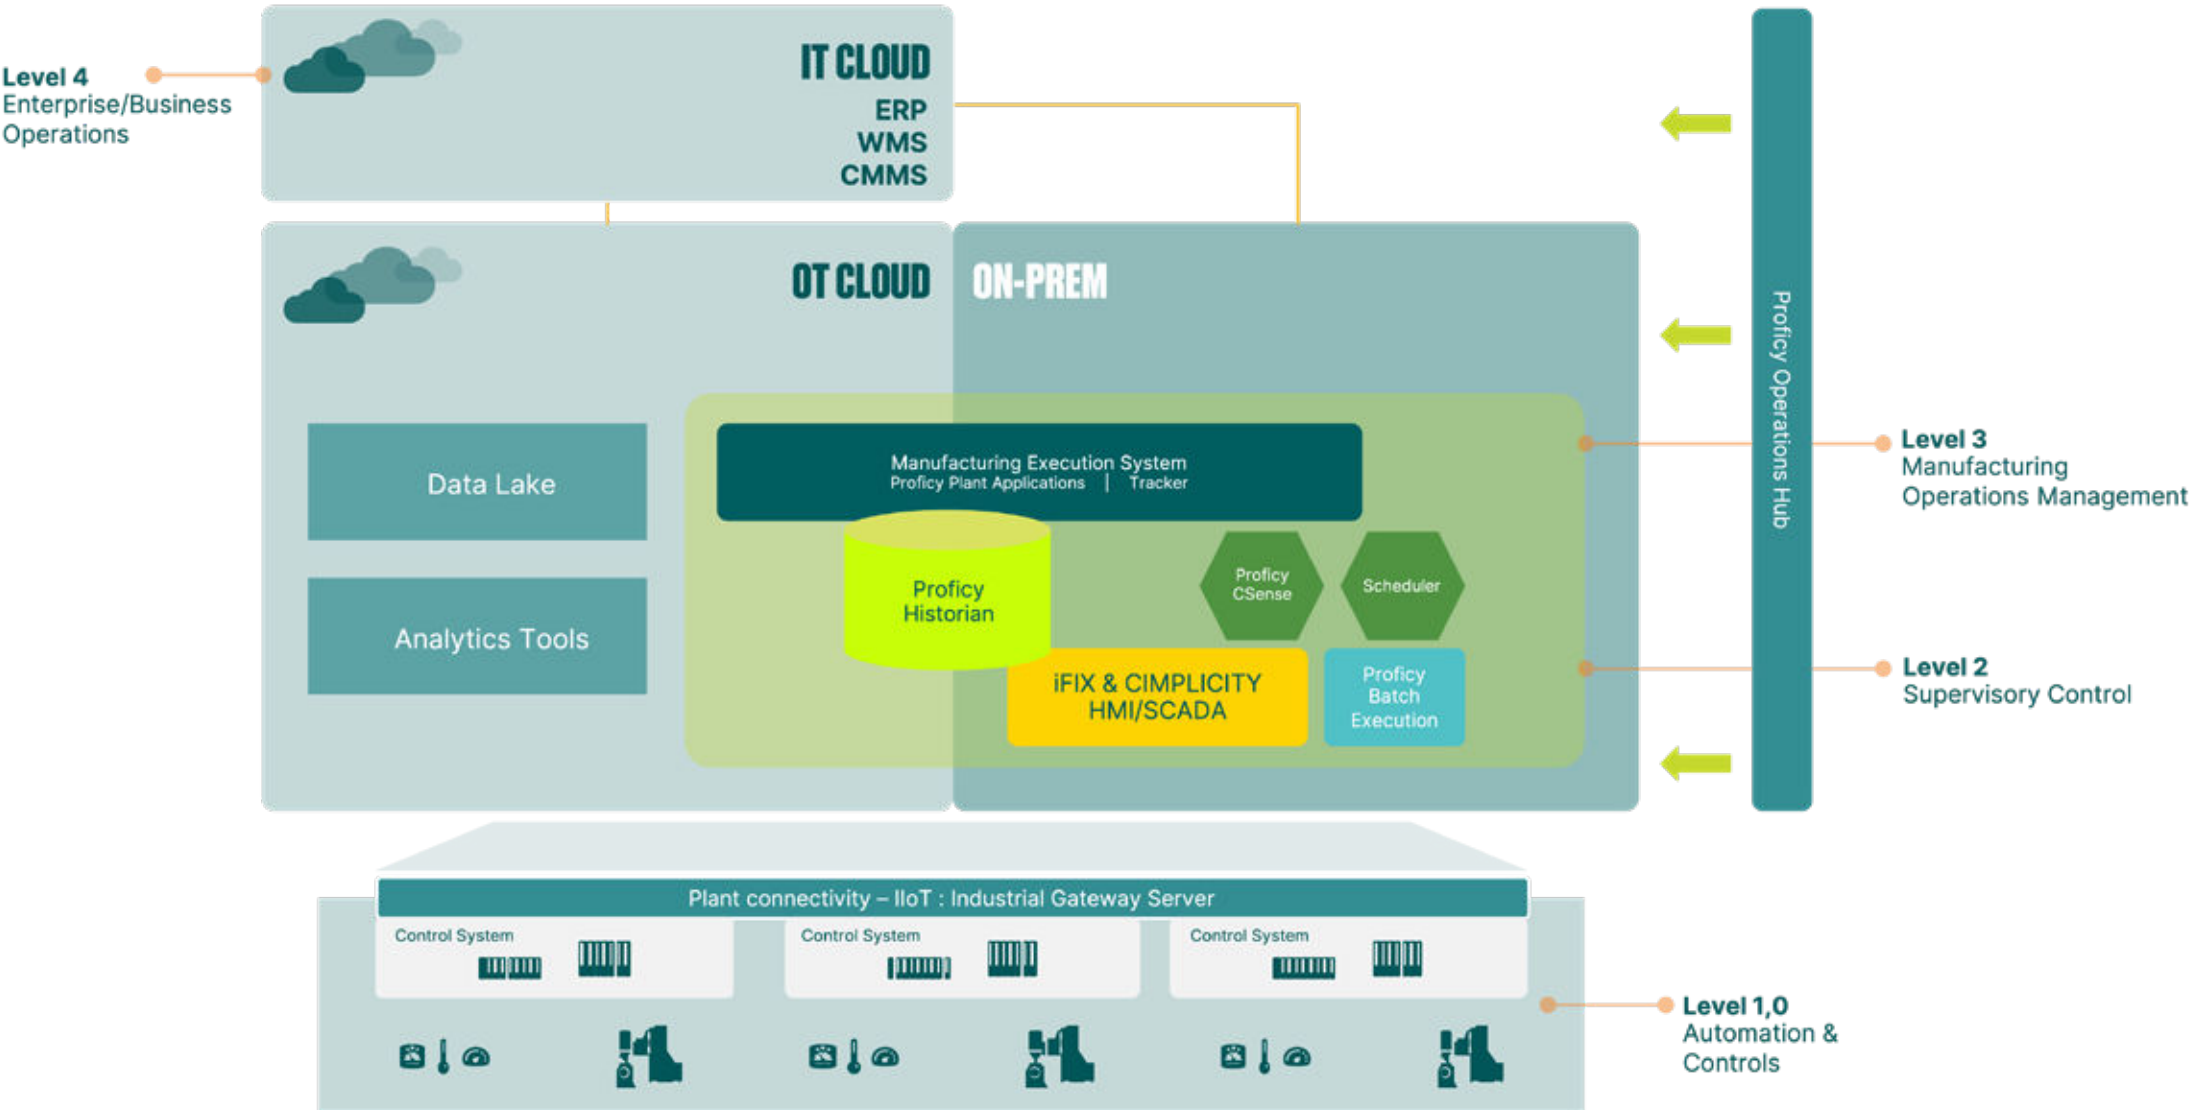 Level 4
Enterprise/Business
Operations
IT CLOUD
ERP
WMS
CMMS
OT CLOUD
ON-PREM
Data Lake
Analytics Tools
Manufacturing Execution System
Proficy Plant Applications | Tracker
Proficy
Historian
Proficy
CSense
Scheduler
iFIX & CIMPLICITY
HMI/SCADA
Proficy
Batch
Execution
Proficy Operations Hub
Level 3
Manufacturing
Operations Management
Level 2
Supervisory Control
Plant connectivity – IIoT : Industrial Gateway Server
Control System
Control System
Control System
Level 1,0
Automation &
Controls